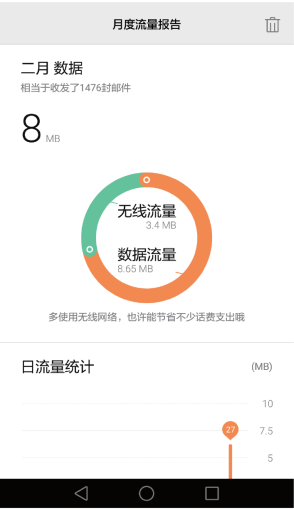 月度流量报告
二月 数据
相当于收发了1476封邮件
8 MB
无线流量
3.4 MB
数据流量
8.65 MB
多使用无线网络，也许能节省不少话费支出哦
日流量统计 (MB)
10
27
7.5
5